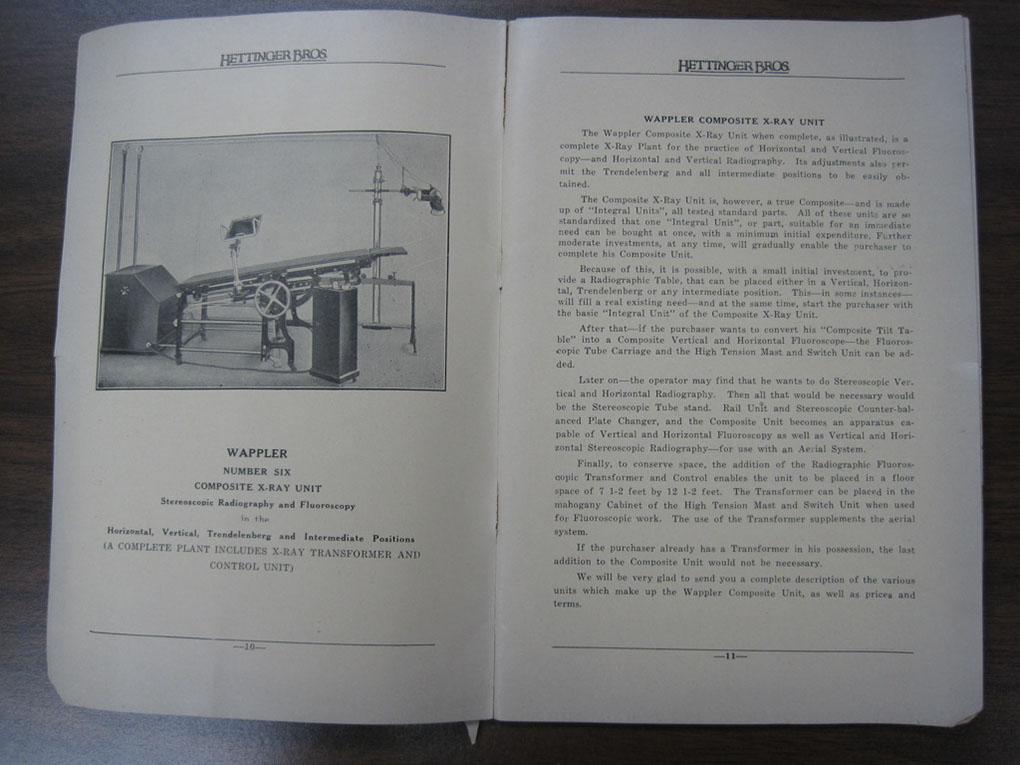 HETTINGER BROS.
WAPPLER
NUMBER SIX
COMPOSITE X-RAY UNIT
Stereoscopic Radiography and Fluoroscopy
in the
Horizontal, Vertical, Trendelenberg and Intermediate Positions
(A COMPLETE PLANT INCLUDES X-RAY TRANSFORMER AND
CONTROL UNIT)
—10—
HETTINGER BROS.
WAPPLER COMPOSITE X-RAY UNIT
The Wappler Composite X-Ray Unit when complete, as illustrated, is a
complete X-Ray Plant for the practice of Horizontal and Vertical Fluoros-
copy—and Horizontal and Vertical Radiography. Its adjustments also per-
mit the Trendelenberg and all intermediate positions to be easily ob-
tained.
The Composite X-Ray Unit is, however, a true Composite—and is made
up of "Integral Units", all tested standard parts. All of these units are so
standardized that one "Integral Unit", or part, suitable for an immediate
need can be bought at once, with a minimum initial expenditure. Further
moderate investments, at any time, will gradually enable the purchaser to
complete his Composite Unit.
Because of this, it is possible, with a small initial investment, to pro-
vide a Radiographic Table, that can be placed either in a Vertical, Horizon-
tal, Trendelenberg or any intermediate position. This—in some instances—
will fill a real existing need—and at the same time, start the purchaser with
the basic "Integral Unit" of the Composite X-Ray Unit.
After that—if the purchaser wants to convert his "Composite Tilt Ta-
ble" into a Composite Vertical and Horizontal Fluoroscope—the Fluoros-
copic Tube Carriage and the High Tension Mast and Switch Unit can be ad-
ded.
Later on—the operator may find that he wants to do Stereoscopic Ver-
tical and Horizontal Radiography. Then all that would be necessary would
be the Stereoscopic Tube stand. Rail Unit and Stereoscopic Counter-bal-
anced Plate Changer, and the Composite Unit becomes an apparatus ca-
pable of Vertical and Horizontal Fluoroscopy as well as Vertical and Hori-
zontal Stereoscopic Radiography—for use with an Aerial System.
Finally, to conserve space, the addition of the Radiographic Fluoros-
copic Transformer and Control enables the unit to be placed in a floor
space of 7 1-2 feet by 12 1-2 feet. The Transformer can be placed in the
mahogany Cabinet of the High Tension Mast and Switch Unit when used
for Fluoroscopic work. The use of the Transformer supplements the aerial
system.
If the purchaser already has a Transformer in his possession, the last
addition to the Composite Unit would not be necessary.
We will be very glad to send you a complete description of the various
units which make up the Wappler Composite Unit, as well as prices and
terms.
—11—